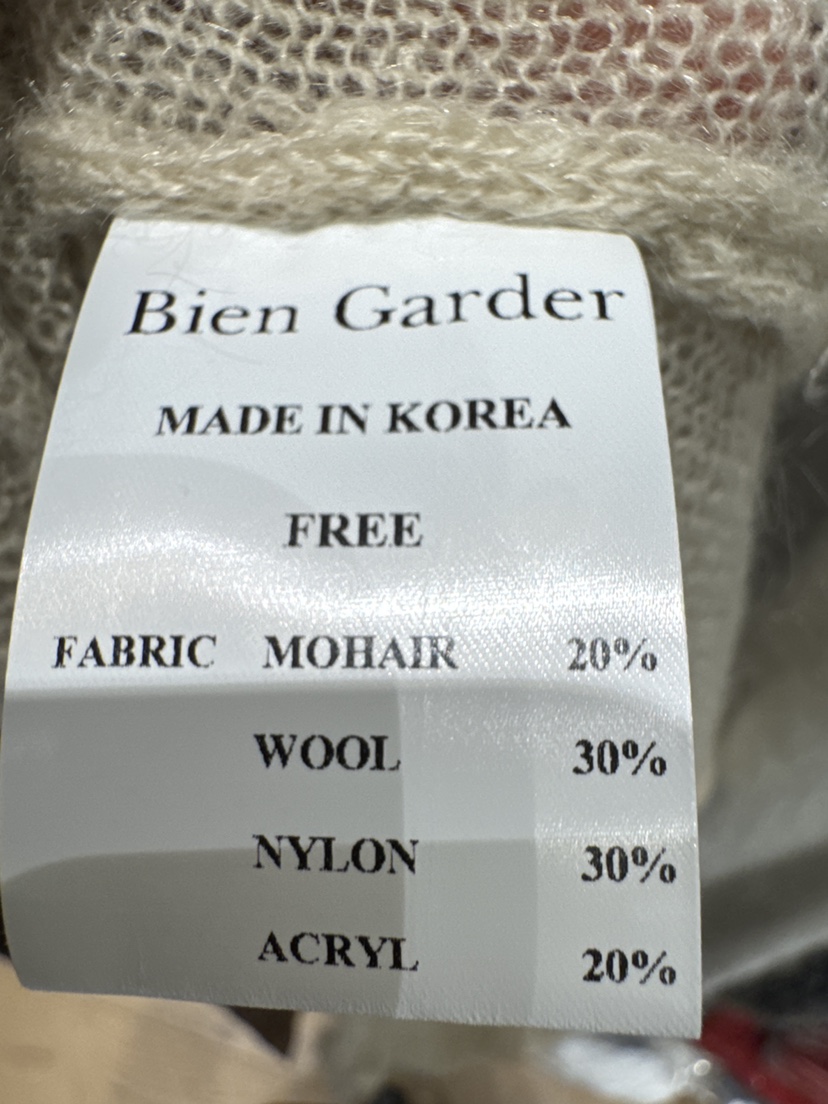 Bien Garder
MADE IN KOREA
FREE
FABRIC MOHAIR 20%
WOOL 30%
NYLON 30%
ACRYL 20%